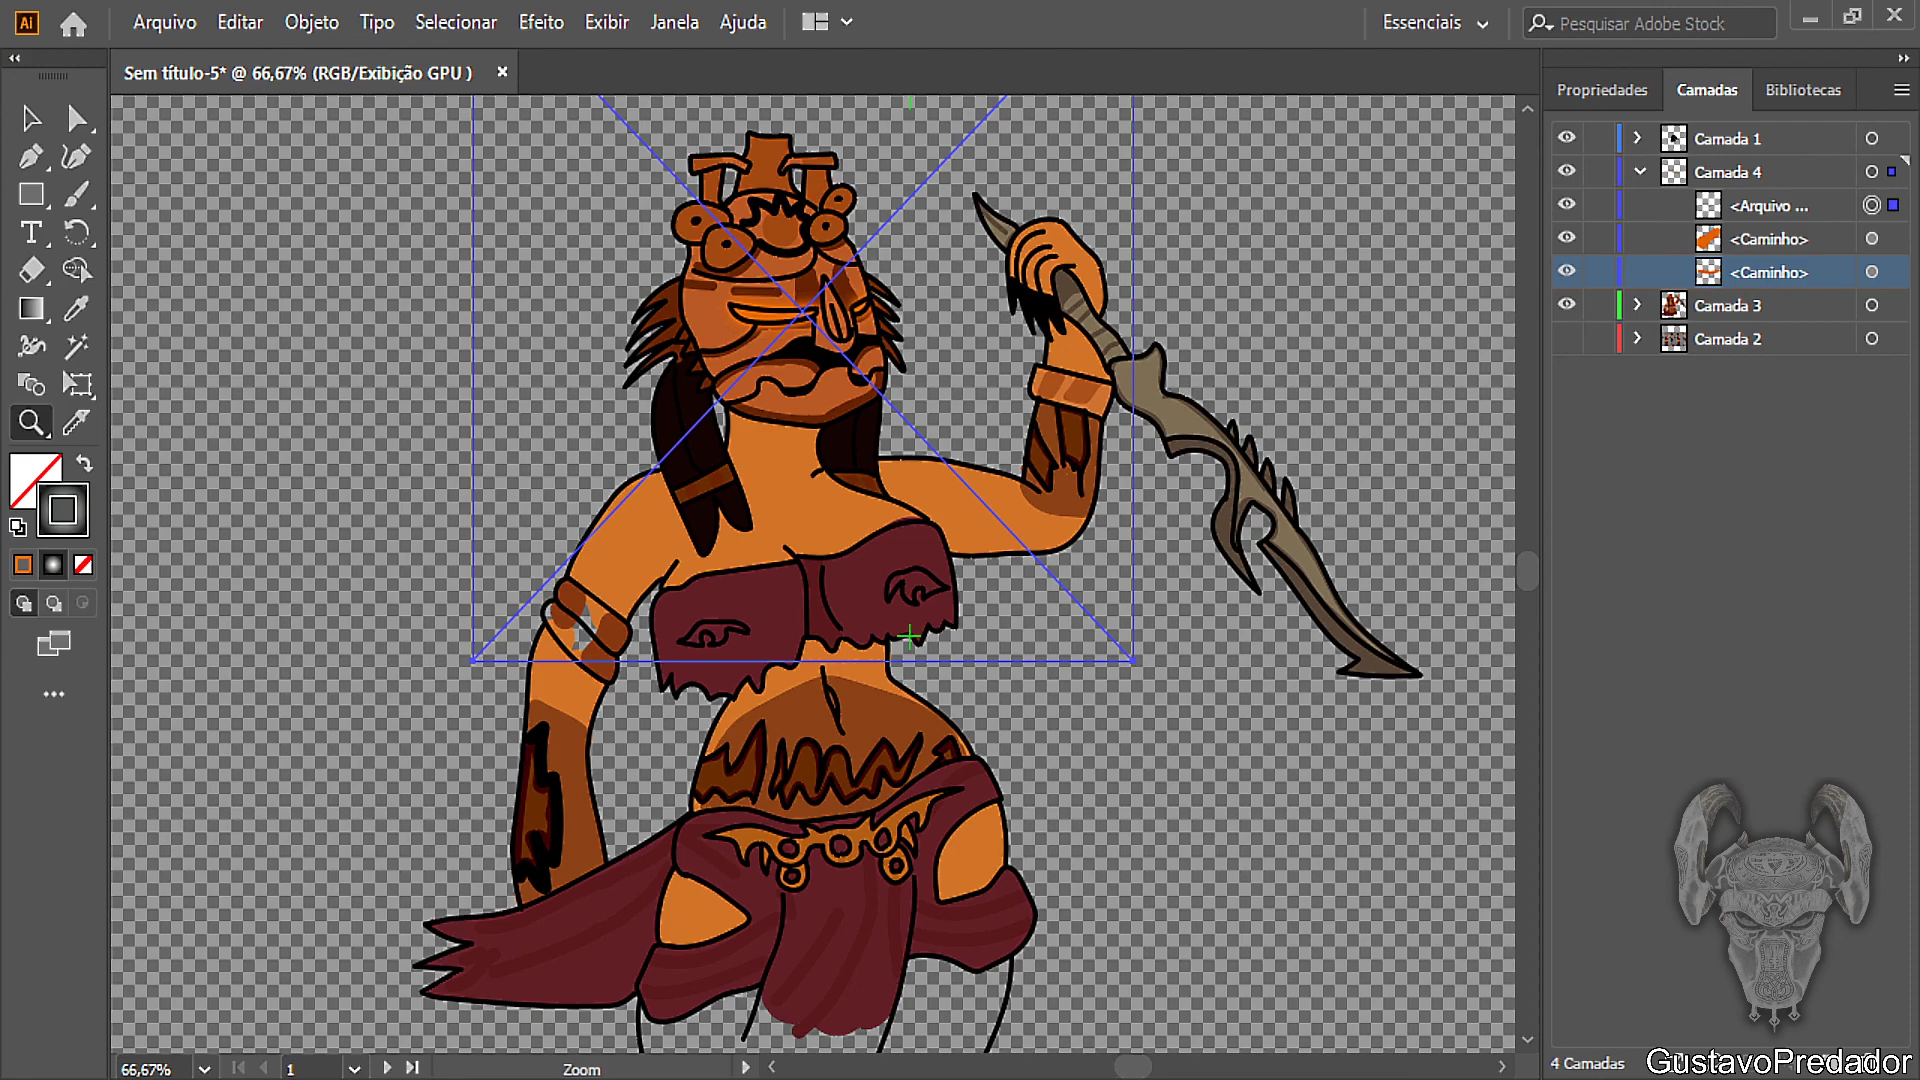 Ai Arquivo Editar Objeto Tipo Selecionar Efeito Exibir Janela Ajuda Essenciais Pesquisar Adobe Stock
Sem título-5* @ 66,67% (RGB/Exibição GPU )
Propriedades Camadas Bibliotecas
Camada 1
Camada 4
<Arquivo ...
<Caminho>
<Caminho>
Camada 3
Camada 2
66,67% 1 Zoom
4 Camadas
GustavoPredador